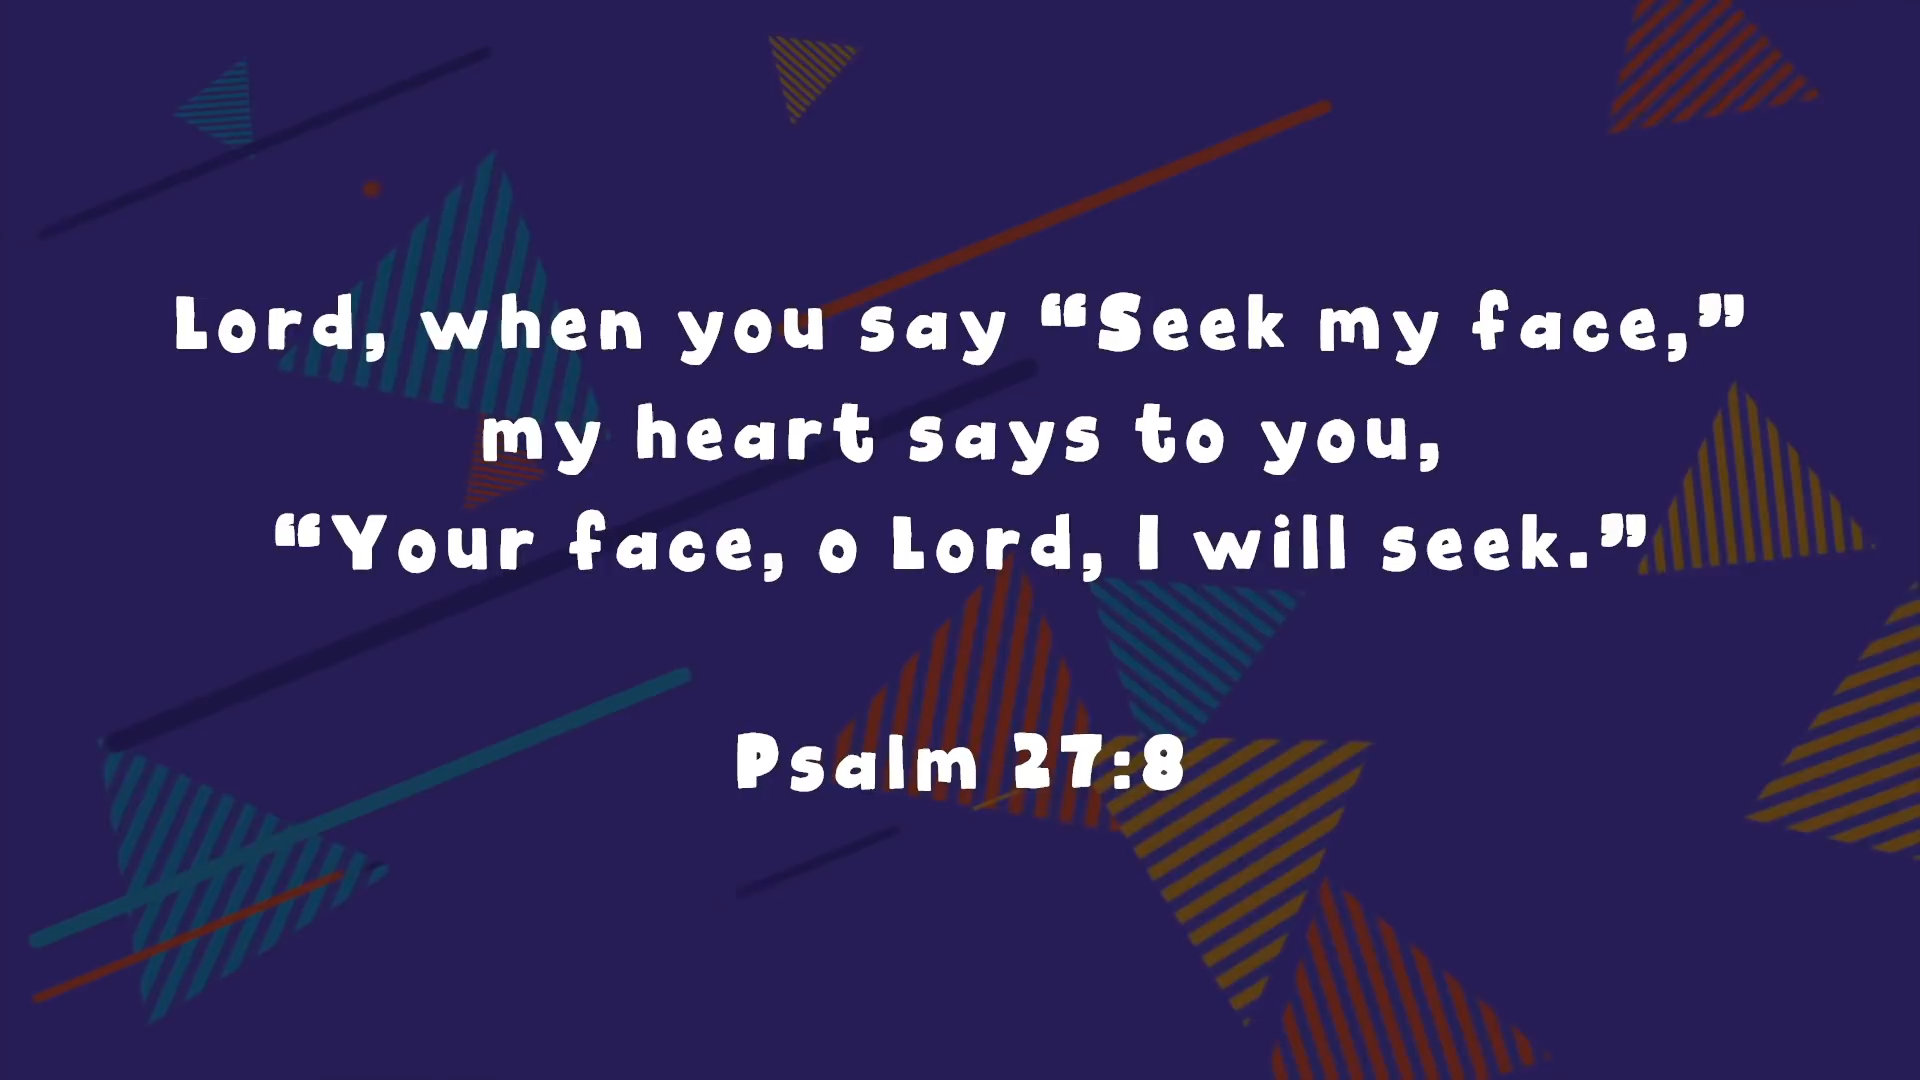 Lord, when you say “Seek my face,”
my heart says to you,
“Your face, o Lord, I will seek.”
Psalm 27:8